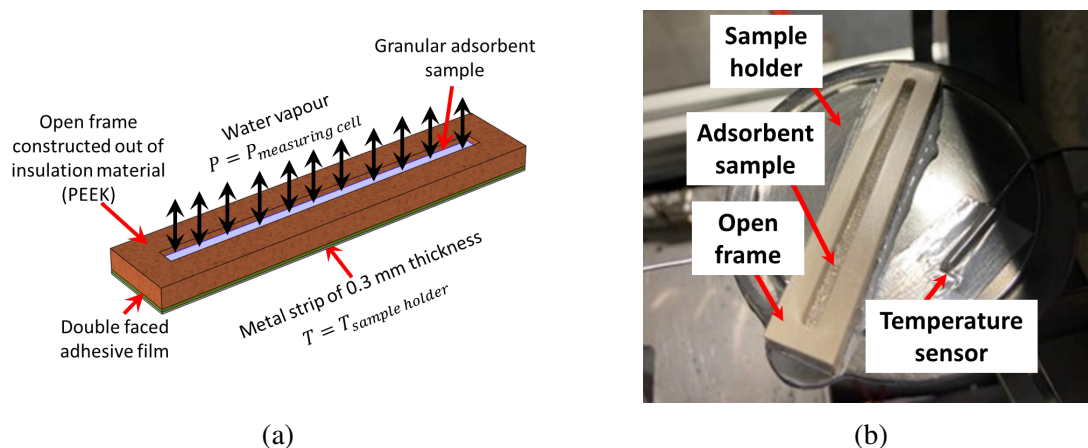 Granular adsorbent
sample
Water vapour
P = P_measuring cell
Open frame
constructed out of
insulation material
(PEEK)
Metal strip of 0.3 mm thickness
T = T_sample holder
Double faced
adhesive film
(a)
Sample
holder
Adsorbent
sample
Open
frame
Temperature
sensor
(b)